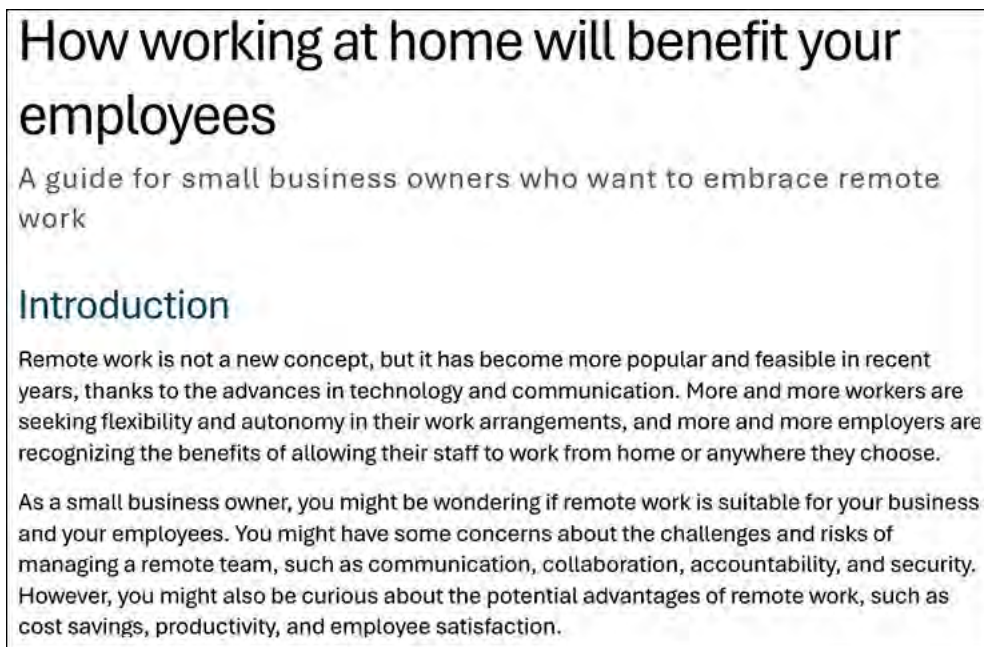 How working at home will benefit your
employees
A guide for small business owners who want to embrace remote
work
Introduction
Remote work is not a new concept, but it has become more popular and feasible in recent
years, thanks to the advances in technology and communication. More and more workers are
seeking flexibility and autonomy in their work arrangements, and more and more employers are
recognizing the benefits of allowing their staff to work from home or anywhere they choose.
As a small business owner, you might be wondering if remote work is suitable for your business
and your employees. You might have some concerns about the challenges and risks of
managing a remote team, such as communication, collaboration, accountability, and security.
However, you might also be curious about the potential advantages of remote work, such as
cost savings, productivity, and employee satisfaction.